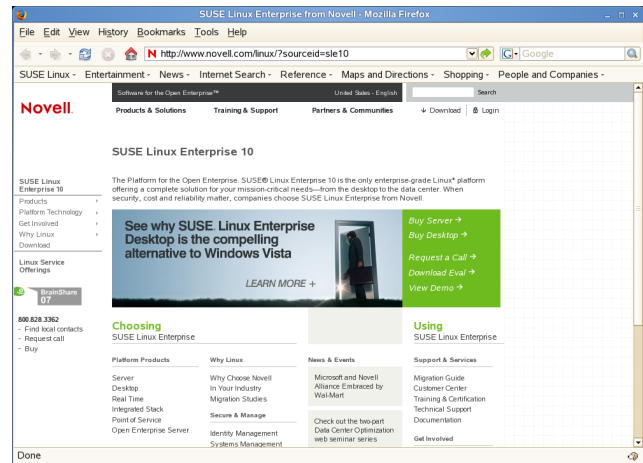 SUSE Linux Enterprise from Novell - Mozilla Firefox
File Edit View History Bookmarks Tools Help
N http://www.novell.com/linux/?sourceid=sle10
G Google
SUSE Linux Entertainment News Internet Search Reference Maps and Directions Shopping People and Companies
Software for the Open Enterprise™ United States - English Search
Novell.
Products & Solutions Training & Support Partners & Communities Download Login
SUSE Linux Enterprise 10
The Platform for the Open Enterprise. SUSE® Linux Enterprise 10 is the only enterprise-grade Linux* platform
offering a complete solution for your mission-critical needs—from the desktop to the data center. When
security, cost and reliability matter, companies choose SUSE Linux Enterprise from Novell.
SUSE Linux
Enterprise 10
Products
Platform Technology
Get Involved
Why Linux
Download
Linux Service
Offerings
BrainShare
07
800.828.3362
- Find local contacts
- Request call
- Buy
See why SUSE Linux Enterprise
Desktop is the compelling
alternative to Windows Vista
LEARN MORE +
Buy Server →
Buy Desktop →
Request a Call →
Download Eval →
View Demo →
Choosing
SUSE Linux Enterprise
Using
SUSE Linux Enterprise
Platform Products
Server
Desktop
Real Time
Integrated Stack
Point of Service
Open Enterprise Server
Why Linux
Why Choose Novell
In Your Industry
Migration Studies
Secure & Manage
Identity Management
Systems Management
News & Events
Microsoft and Novell
Alliance Embraced by
Wal-Mart
Check out the two-part
Data Center Optimization
web seminar series
Support & Services
Migration Guide
Customer Center
Training & Certification
Technical Support
Documentation
Get Involved
Done